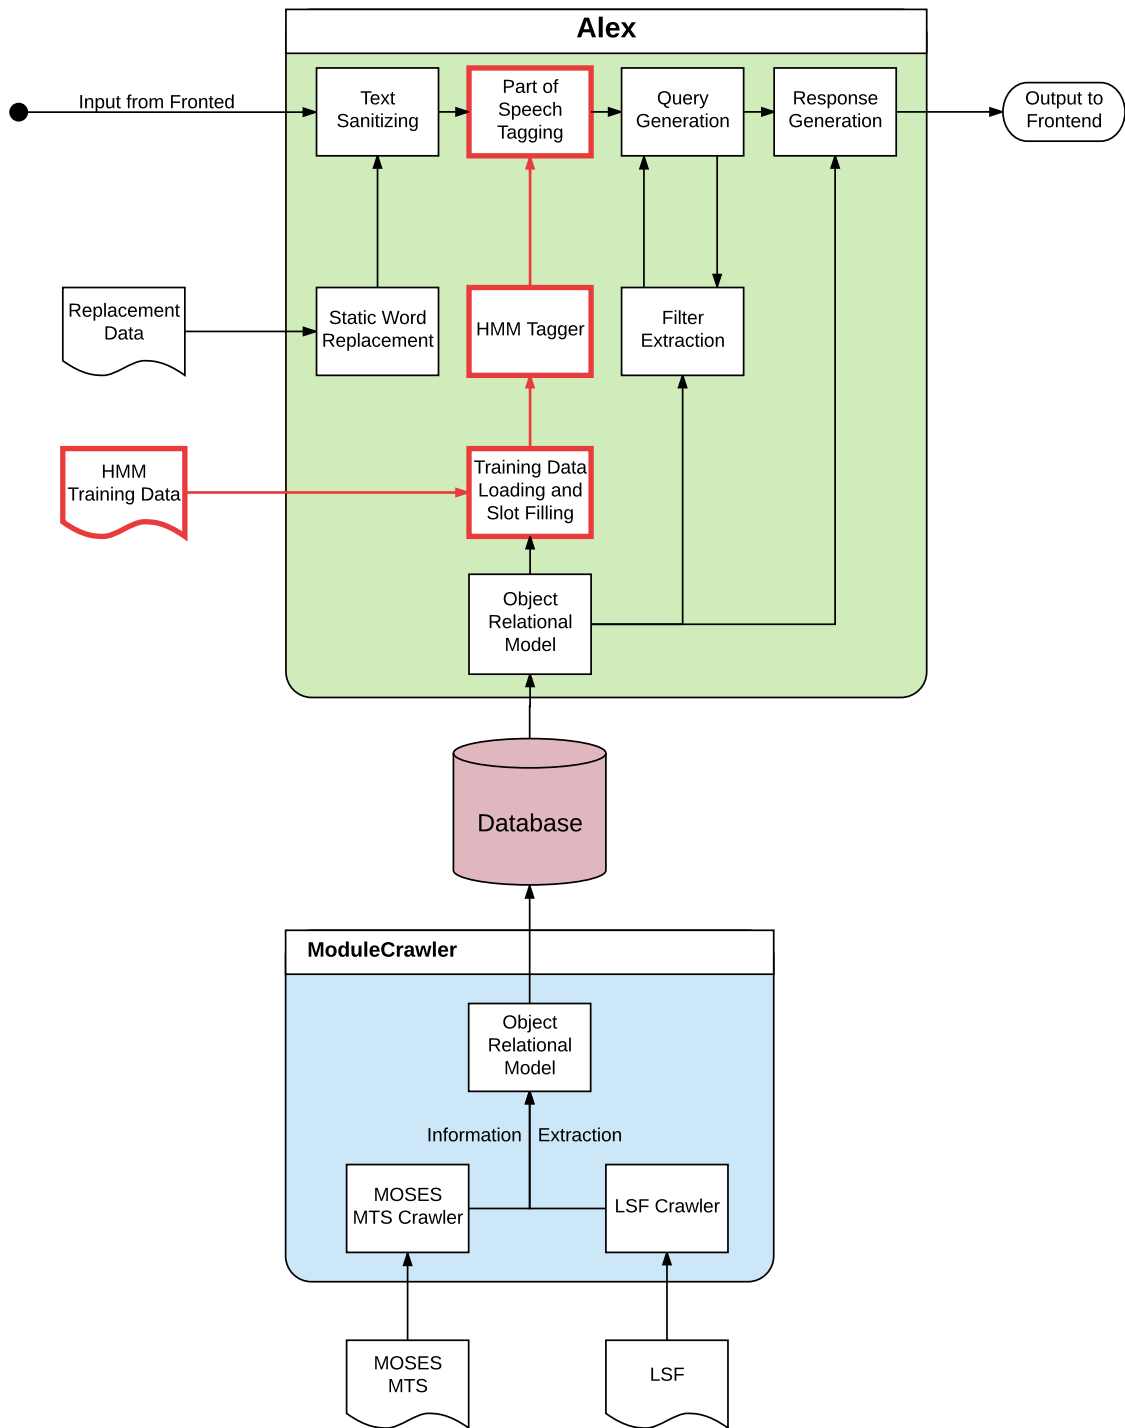 Alex
Input from Fronted
Text
Sanitizing
Part of
Speech
Tagging
Query
Generation
Response
Generation
Output to
Frontend
Replacement
Data
Static Word
Replacement
HMM Tagger
Filter
Extraction
HMM
Training Data
Training Data
Loading and
Slot Filling
Object
Relational
Model
Database
ModuleCrawler
Object
Relational
Model
Information Extraction
MOSES
MTS Crawler
LSF Crawler
MOSES
MTS
LSF